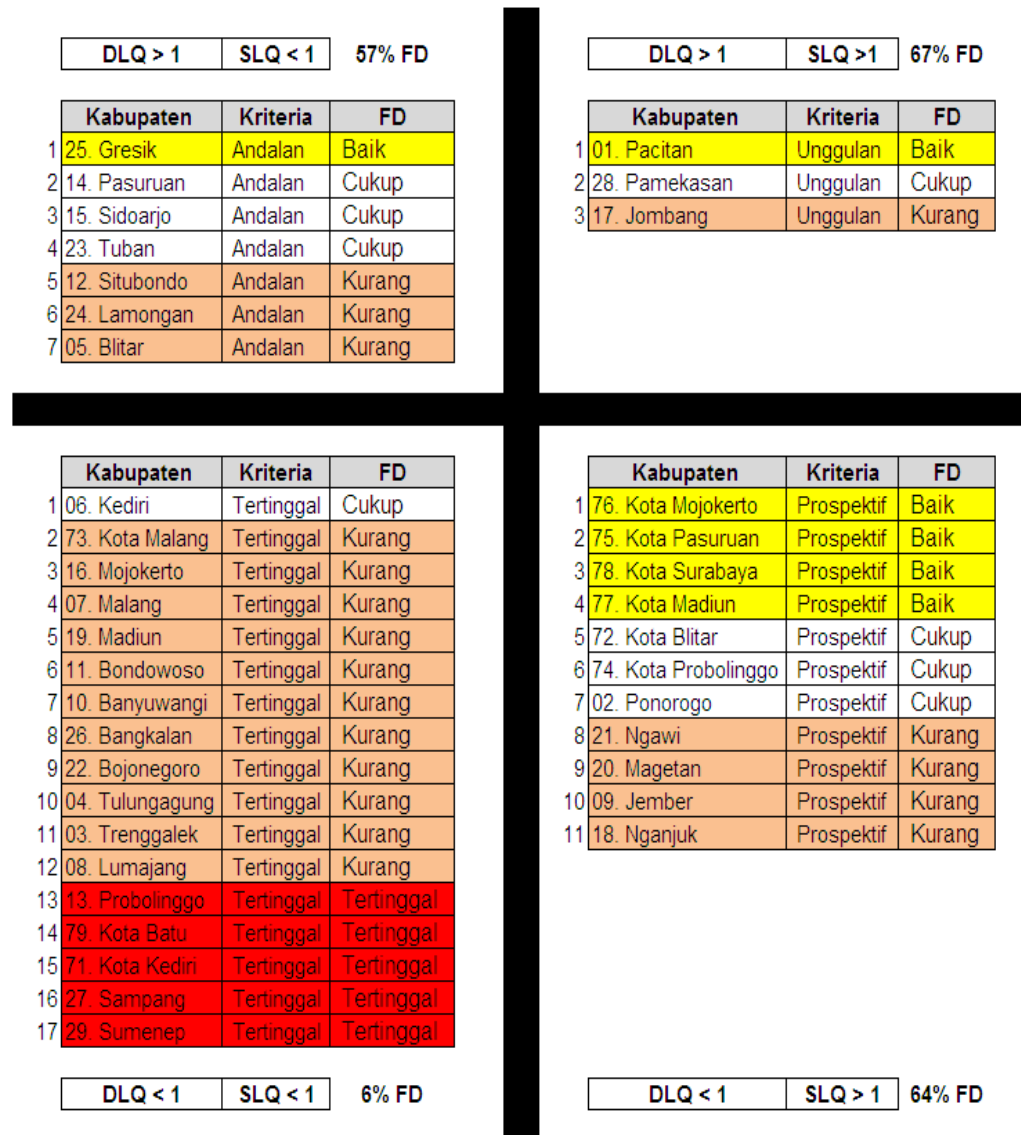 DLQ > 1 SLQ < 1 57% FD
Kabupaten Kriteria FD
1 25. Gresik Andalan Baik
2 14. Pasuruan Andalan Cukup
3 15. Sidoarjo Andalan Cukup
4 23. Tuban Andalan Cukup
5 12. Situbondo Andalan Kurang
6 24. Lamongan Andalan Kurang
7 05. Blitar Andalan Kurang
DLQ > 1 SLQ >1 67% FD
Kabupaten Kriteria FD
1 01. Pacitan Unggulan Baik
2 28. Pamekasan Unggulan Cukup
3 17. Jombang Unggulan Kurang
Kabupaten Kriteria FD
1 06. Kediri Tertinggal Cukup
2 73. Kota Malang Tertinggal Kurang
3 16. Mojokerto Tertinggal Kurang
4 07. Malang Tertinggal Kurang
5 19. Madiun Tertinggal Kurang
6 11. Bondowoso Tertinggal Kurang
7 10. Banyuwangi Tertinggal Kurang
8 26. Bangkalan Tertinggal Kurang
9 22. Bojonegoro Tertinggal Kurang
10 04. Tulungagung Tertinggal Kurang
11 03. Trenggalek Tertinggal Kurang
12 08. Lumajang Tertinggal Kurang
13 13. Probolinggo Tertinggal Tertinggal
14 79. Kota Batu Tertinggal Tertinggal
15 71. Kota Kediri Tertinggal Tertinggal
16 27. Sampang Tertinggal Tertinggal
17 29. Sumenep Tertinggal Tertinggal
DLQ < 1 SLQ < 1 6% FD
Kabupaten Kriteria FD
1 76. Kota Mojokerto Prospektif Baik
2 75. Kota Pasuruan Prospektif Baik
3 78. Kota Surabaya Prospektif Baik
4 77. Kota Madiun Prospektif Baik
5 72. Kota Blitar Prospektif Cukup
6 74. Kota Probolinggo Prospektif Cukup
7 02. Ponorogo Prospektif Cukup
8 21. Ngawi Prospektif Kurang
9 20. Magetan Prospektif Kurang
10 09. Jember Prospektif Kurang
11 18. Nganjuk Prospektif Kurang
DLQ < 1 SLQ > 1 64% FD